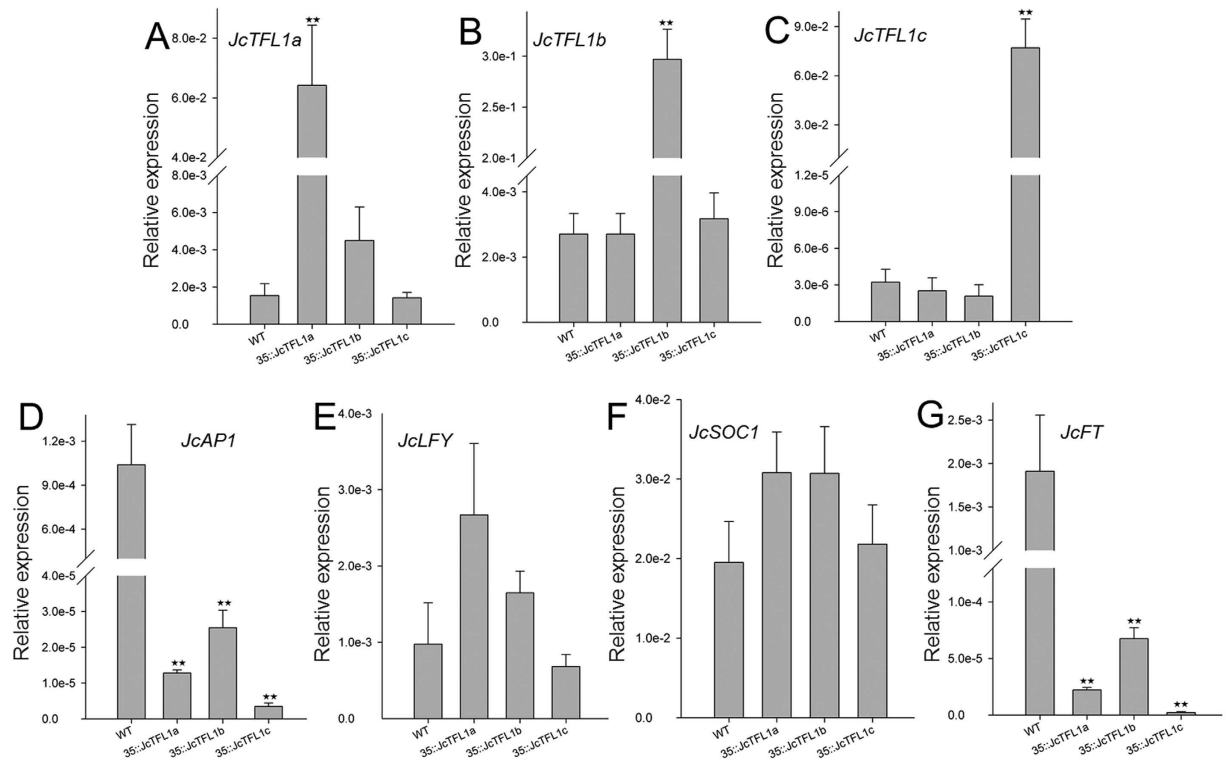 A
JcTFL1a
★★
Relative expression
8.0e-2
6.0e-2
4.0e-2
8.0e-3
6.0e-3
4.0e-3
2.0e-3
0.0
WT
35::JcTFL1a
35::JcTFL1b
35::JcTFL1c
B
JcTFL1b
★★
Relative expression
3.0e-1
2.5e-1
2.0e-1
4.0e-3
2.0e-3
0.0
WT
35::JcTFL1a
35::JcTFL1b
35::JcTFL1c
C
JcTFL1c
★★
Relative expression
9.0e-2
6.0e-2
9.0e-2
1.2e-5
9.0e-6
6.0e-6
3.0e-6
0.0
WT
35::JcTFL1a
35::JcTFL1b
35::JcTFL1c
D
JcAP1
Relative expression
1.2e-3
9.0e-4
6.0e-4
4.0e-5
3.0e-5
2.0e-5
1.0e-5
0.0
★★
★★
★★
WT
35::JcTFL1a
35::JcTFL1b
35::JcTFL1c
E
JcLFY
Relative expression
4.0e-3
3.0e-3
2.0e-3
1.0e-3
0.0
WT
35::JcTFL1a
35::JcTFL1b
35::JcTFL1c
F
JcSOC1
Relative expression
4.0e-2
3.0e-2
2.0e-2
1.0e-2
0.0
WT
35::JcTFL1a
35::JcTFL1b
35::JcTFL1c
G
JcFT
Relative expression
2.5e-3
2.0e-3
1.5e-3
1.0e-3
1.0e-4
5.0e-5
0.0
★★
★★
★★
WT
35::JcTFL1a
35::JcTFL1b
35::JcTFL1c